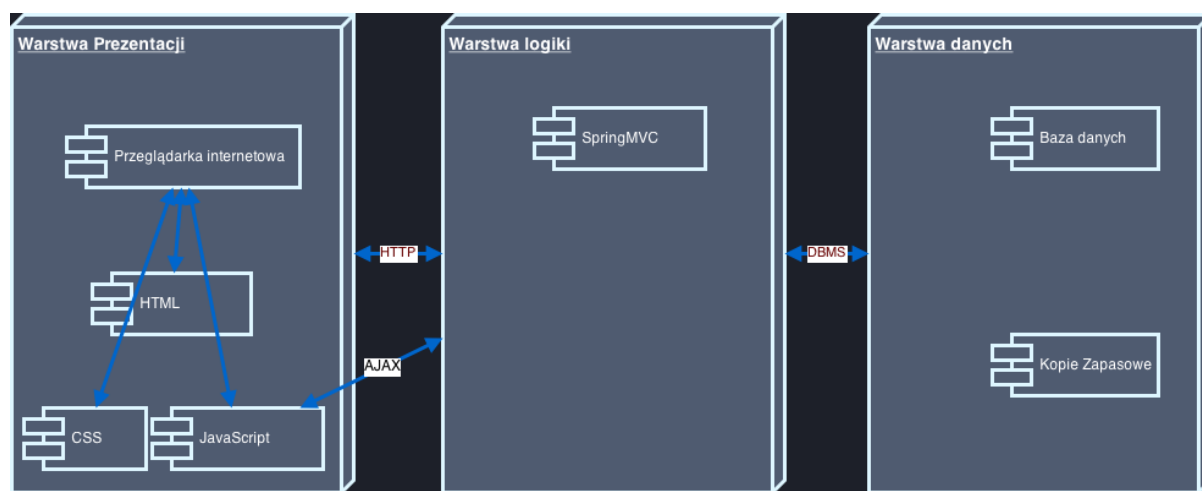 Warstwa Prezentacji
Warstwa logiki
Warstwa danych
Przeglądarka internetowa
SpringMVC
Baza danych
HTTP
DBMS
HTML
AJAX
Kopie Zapasowe
CSS
JavaScript